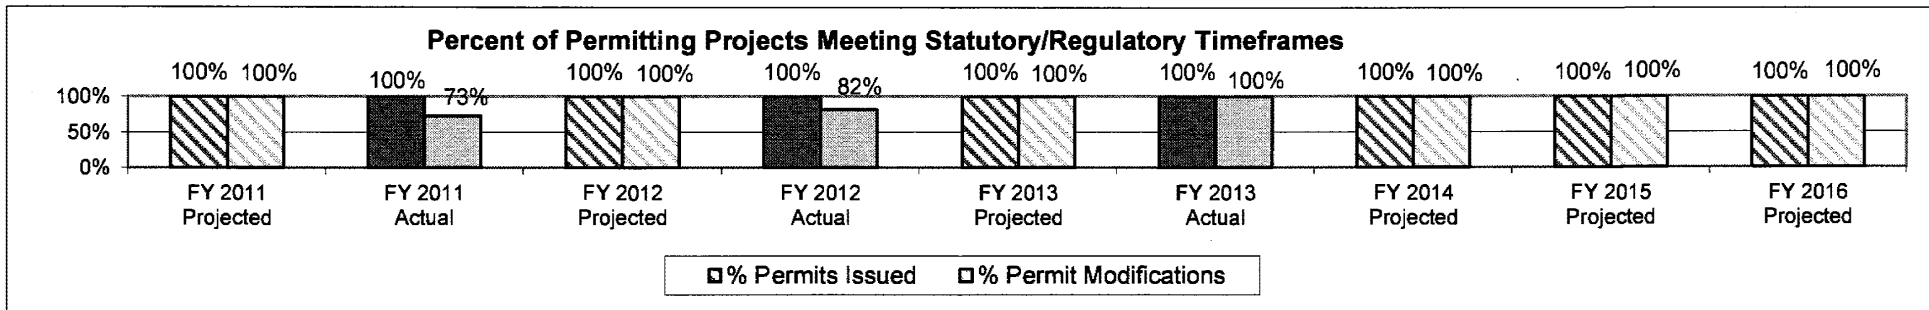 Percent of Permitting Projects Meeting Statutory/Regulatory Timeframes
100% 100% 100% 73% 100% 100% 100% 82% 100% 100% 100% 100% 100% 100% 100% 100% 100% 100%
100%
50%
0%
FY 2011 FY 2011 FY 2012 FY 2012 FY 2013 FY 2013 FY 2014 FY 2015 FY 2016
Projected Actual Projected Actual Projected Actual Projected Projected Projected
% Permits Issued % Permit Modifications